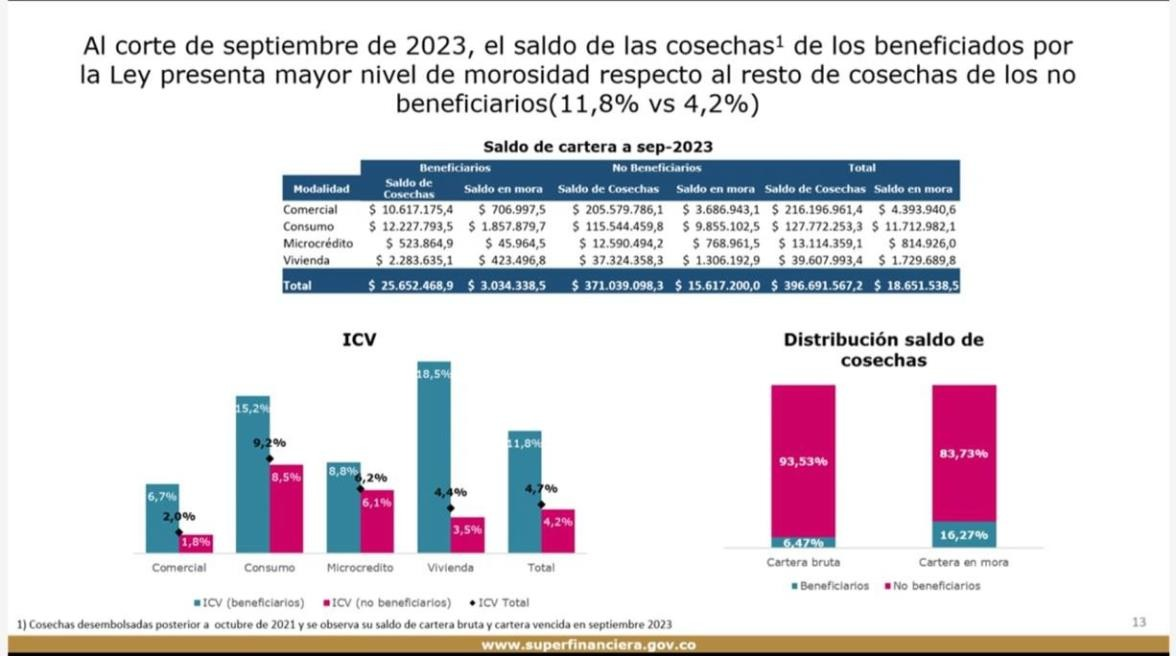 Al corte de septiembre de 2023, el saldo de las cosechas¹ de los beneficiados por
la Ley presenta mayor nivel de morosidad respecto al resto de cosechas de los no
beneficiarios(11,8% vs 4,2%)
Saldo de cartera a sep-2023
Beneficiarios No Beneficiarios Total
Modalidad Saldo de Cosechas Saldo en mora Saldo de Cosechas Saldo en mora Saldo de Cosechas Saldo en mora
Comercial $ 10.617.175,4 $ 706.997,5 $ 205.579.786,1 $ 3.686.943,1 $ 216.196.961,4 $ 4.393.940,6
Consumo $ 12.227.793,5 $ 1.857.879,7 $ 115.544.459,8 $ 9.855.102,5 $ 127.772.253,3 $ 11.712.982,1
Microcrédito $ 523.864,9 $ 45.964,5 $ 12.590.494,2 $ 768.961,5 $ 13.114.359,1 $ 814.926,0
Vivienda $ 2.283.635,1 $ 423.496,8 $ 37.324.358,3 $ 1.306.192,9 $ 39.607.993,4 $ 1.729.689,8
Total $ 25.652.468,9 $ 3.034.338,5 $ 371.039.098,3 $ 15.617.200,0 $ 396.691.567,2 $ 18.651.538,5
ICV
6,7% 2,0% 1,8%
15,2% 9,2% 8,5%
8,8% 6,2% 6,1%
18,5% 4,4% 3,5%
11,8% 4,7% 4,2%
Comercial Consumo Microcredito Vivienda Total
ICV (beneficiarios) ICV (no beneficiarios) ICV Total
Distribución saldo de
cosechas
93,53% 83,73%
6,47% 16,27%
Cartera bruta Cartera en mora
Beneficiarios No beneficiarios
1) Cosechas desembolsadas posterior a octubre de 2021 y se observa su saldo de cartera bruta y cartera vencida en septiembre 2023
13
www.superfinanciera.gov.co